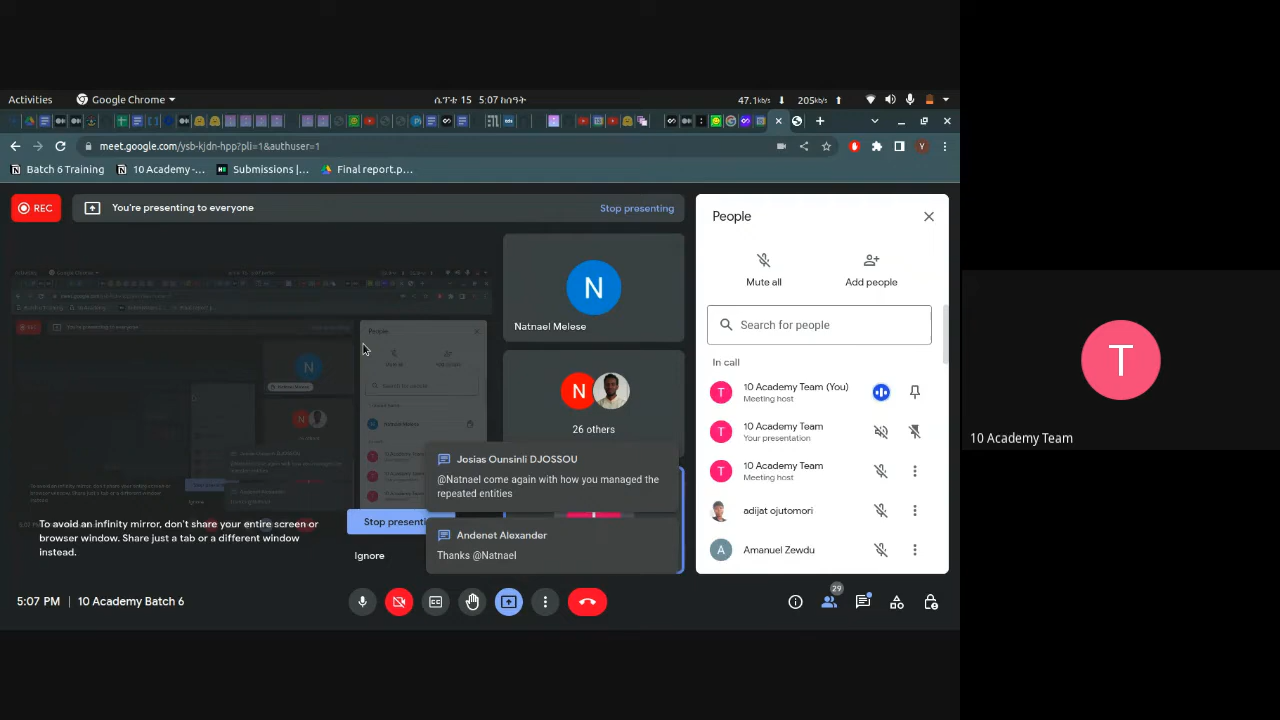 Activities
Google Chrome
ሴፕቴ 15 5:07 ከሰዓት
47.1kb/s
205kb/s
meet.google.com/ysb-kjdn-hpp?pli=1&authuser=1
Y
Batch 6 Training
10 Academy -...
Submissions |...
Final report.p...
REC
You're presenting to everyone
Stop presenting
N
Natnael Melese
N
26 others
Josias Ounsinli DJOSSOU
@Natnael come again with how you managed the
repeated entities
Andenet Alexander
Thanks @Natnael
To avoid an infinity mirror, don't share your entire screen or
browser window. Share just a tab or a different window
instead.
Stop presenti
Ignore
People
Mute all
Add people
Search for people
In call
T
10 Academy Team (You)
Meeting host
T
10 Academy Team
Your presentation
T
10 Academy Team
Meeting host
adijat ojutomori
A
Amanuel Zewdu
5:07 PM | 10 Academy Batch 6
29
T
10 Academy Team